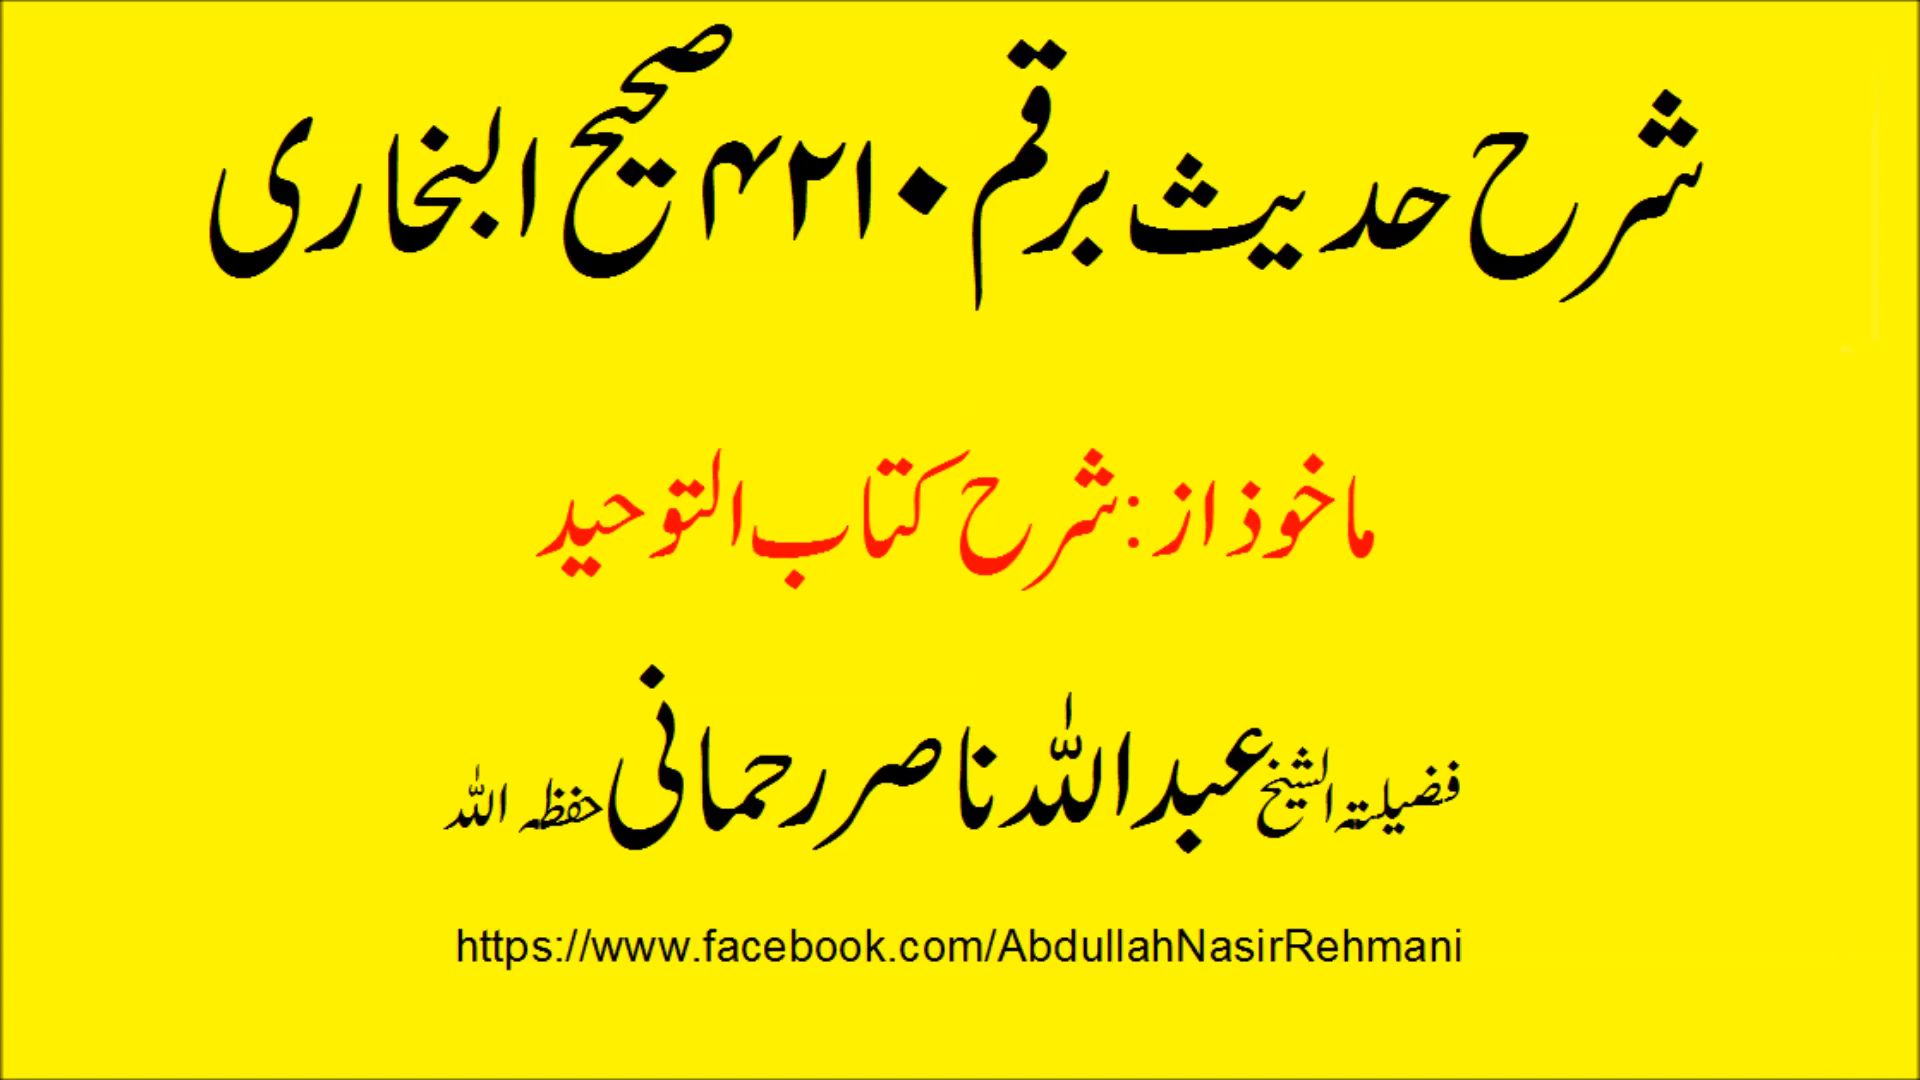 شرح حدیث برقم ۴۲۱۰ صحیح البخاری
ماخوذ از: شرح کتاب التوحید
فضیلۃ الشیخ عبداللہ ناصر رحمانی حفظہ اللہ
https://www.facebook.com/AbdullahNasirRehmani